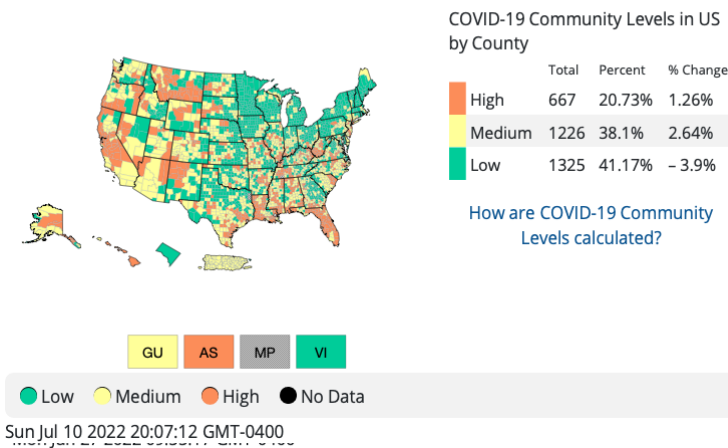 COVID-19 Community Levels in US
by County
Total Percent % Change
High 667 20.73% 1.26%
Medium 1226 38.1% 2.64%
Low 1325 41.17% – 3.9%
How are COVID-19 Community
Levels calculated?
GU AS MP VI
Low Medium High No Data
Sun Jul 10 2022 20:07:12 GMT-0400